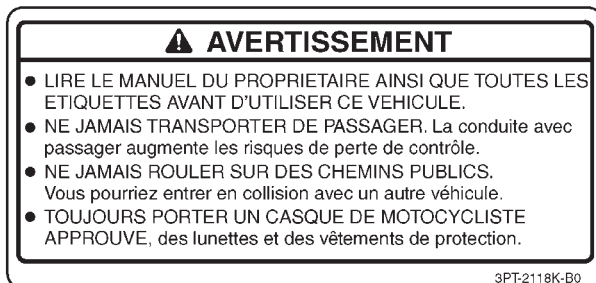 AVERTISSEMENT
● LIRE LE MANUEL DU PROPRIETAIRE AINSI QUE TOUTES LES
ETIQUETTES AVANT D'UTILISER CE VEHICULE.
● NE JAMAIS TRANSPORTER DE PASSAGER. La conduite avec
passager augmente les risques de perte de contrôle.
● NE JAMAIS ROULER SUR DES CHEMINS PUBLICS.
Vous pourriez entrer en collision avec un autre véhicule.
● TOUJOURS PORTER UN CASQUE DE MOTOCYCLISTE
APPROUVE, des lunettes et des vêtements de protection.
3PT-2118K-B0